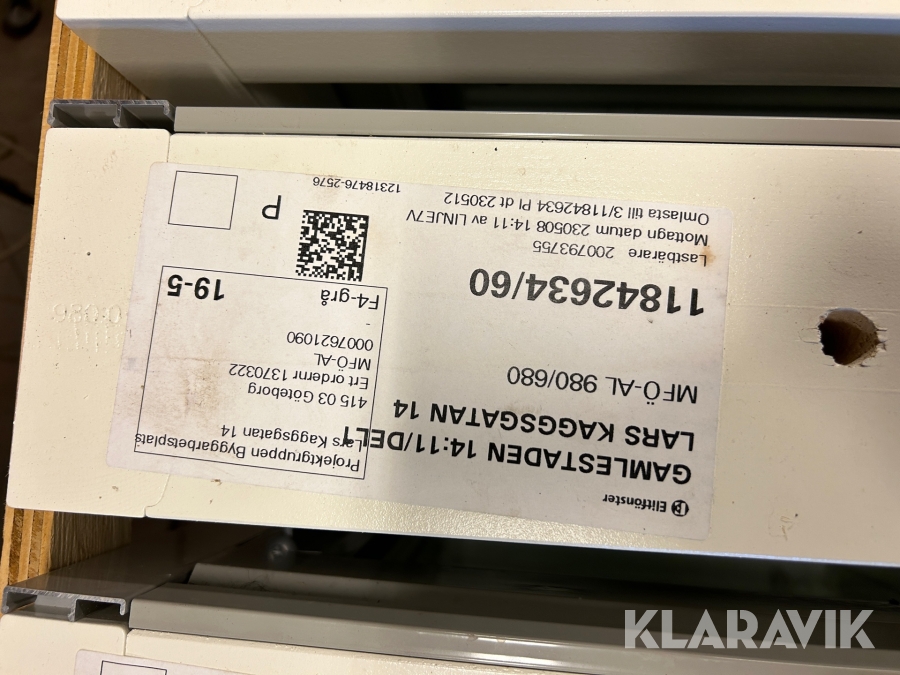 Elitfönster
GAMLESTADEN 14:11/DEL1
LARS KAGGSGATAN 14
MFÖ-AL 980/680
11842634/60
Lastbärare 200793755
Mottagn datum 230508 14:11 av LINJE7V
Omlasta till 3/11842634 Pl dt 230512
Projektgruppen Byggarbetsplats
Lars Kaggsgatan 14
415 03 Göteborg
Ert ordernr 1370322
MFÖ-AL
0007621090
-
F4-grå
19-5
P
12318476-2576
KLARAVIK